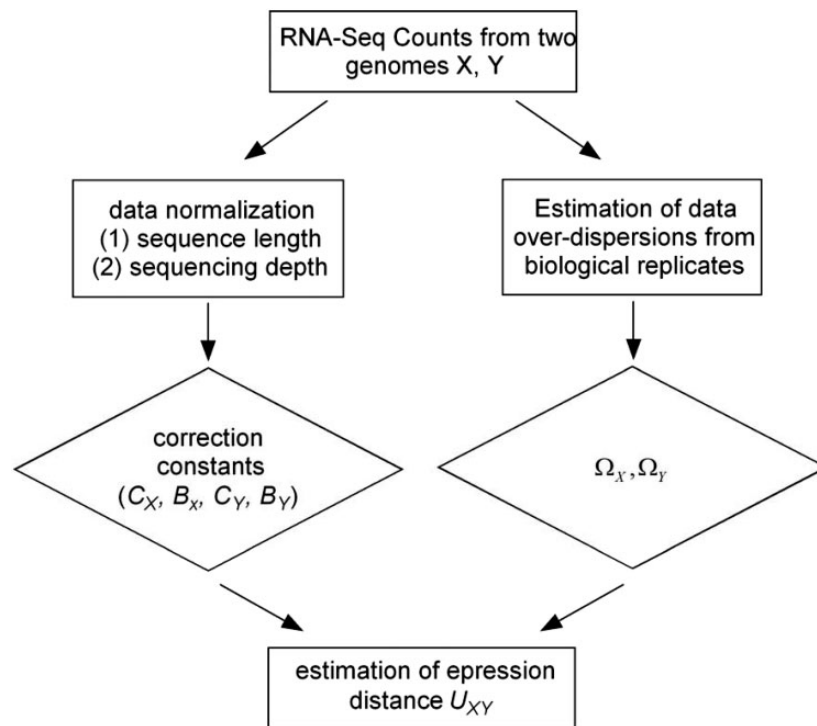 RNA-Seq Counts from two
genomes X, Y
data normalization
(1) sequence length
(2) sequencing depth
Estimation of data
over-dispersions from
biological replicates
correction
constants
(C_X, B_x, C_Y, B_Y)
Ω_X, Ω_Y
estimation of epression
distance U_XY